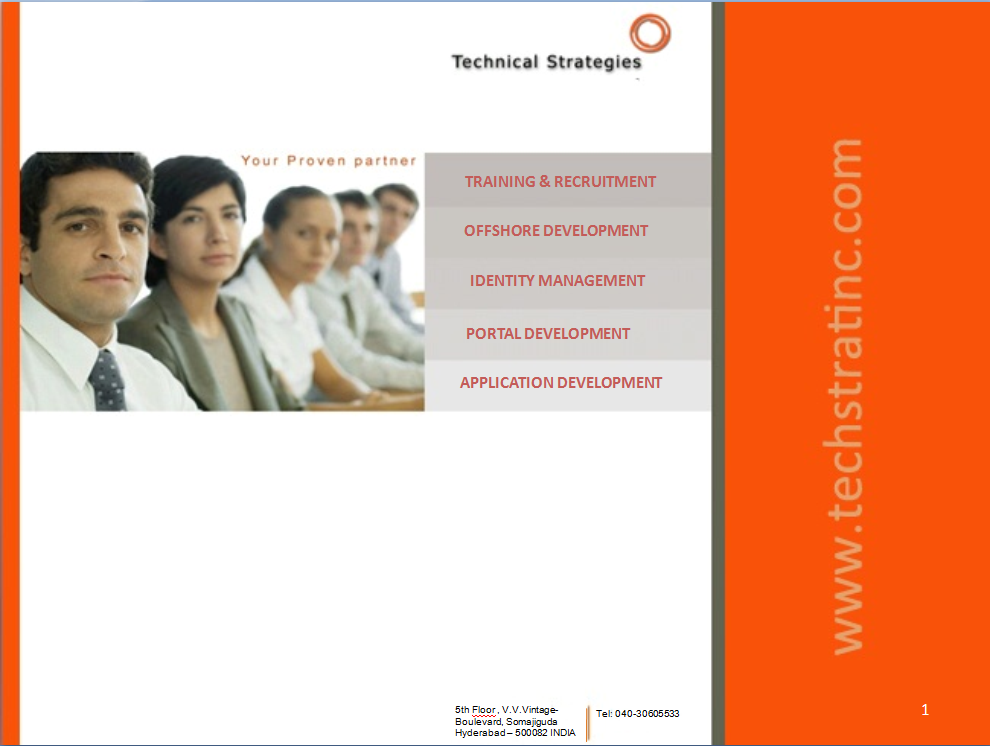 Technical Strategies
Your Proven partner
TRAINING & RECRUITMENT
OFFSHORE DEVELOPMENT
IDENTITY MANAGEMENT
PORTAL DEVELOPMENT
APPLICATION DEVELOPMENT
www.techstratinc.com
5th Floor , V.V.Vintage-
Boulevard, Somajiguda
Hyderabad – 500082 INDIA
Tel: 040-30605533
1